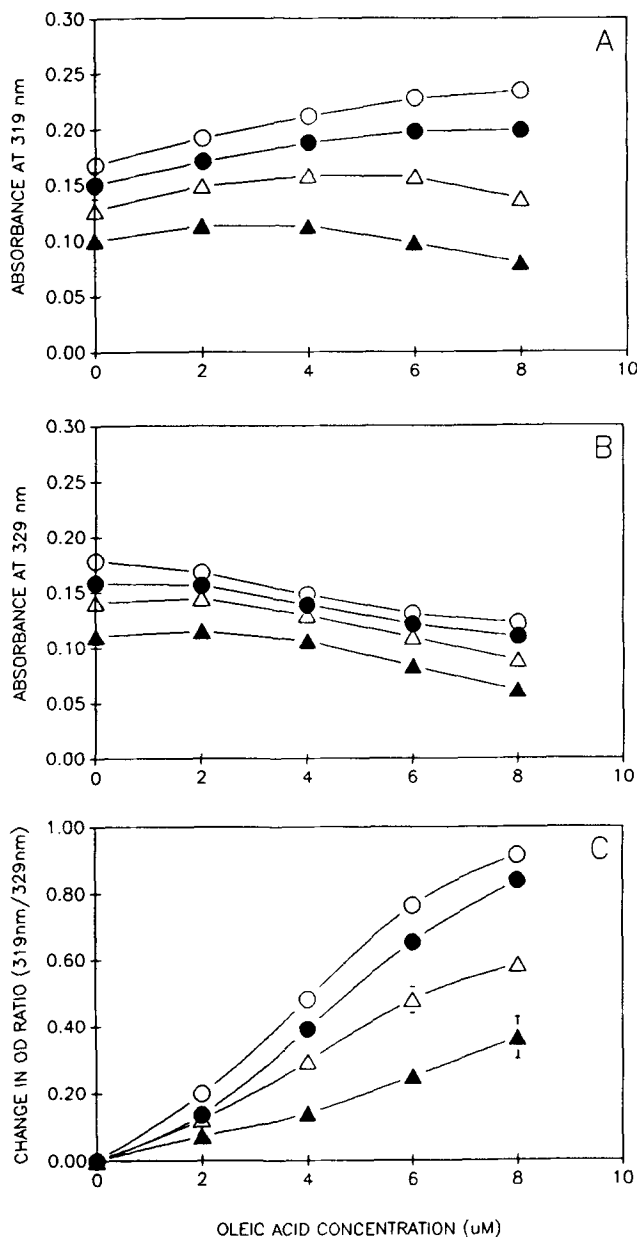 A
ABSORBANCE AT 319 nm
0.30
0.25
0.20
0.15
0.10
0.05
0.00
0 2 4 6 8 10
B
ABSORBANCE AT 329 nm
0.30
0.25
0.20
0.15
0.10
0.05
0.00
0 2 4 6 8 10
C
CHANGE IN OD RATIO (319nm/329nm)
1.00
0.80
0.60
0.40
0.20
0.00
0 2 4 6 8 10
OLEIC ACID CONCENTRATION (uM)